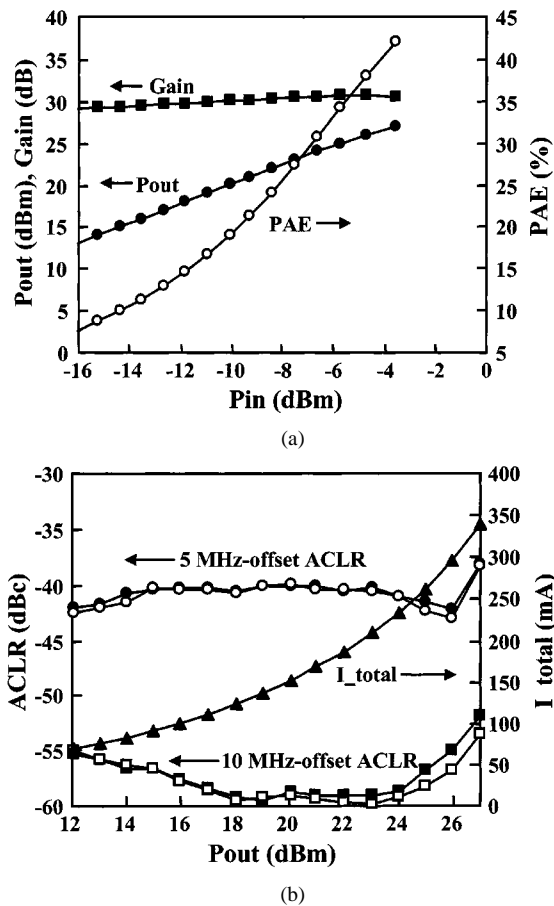 Pout (dBm), Gain (dB)
40
35
30
25
20
15
10
5
0
Gain
Pout
PAE
45
40
35
30
25
20
15
10
5
PAE (%)
-16 -14 -12 -10 -8 -6 -4 -2 0
Pin (dBm)
(a)
ACLR (dBc)
-30
-35
-40
-45
-50
-55
-60
5 MHz-offset ACLR
I_total
10 MHz-offset ACLR
400
350
300
250
200
150
100
50
0
I_total (mA)
12 14 16 18 20 22 24 26
Pout (dBm)
(b)